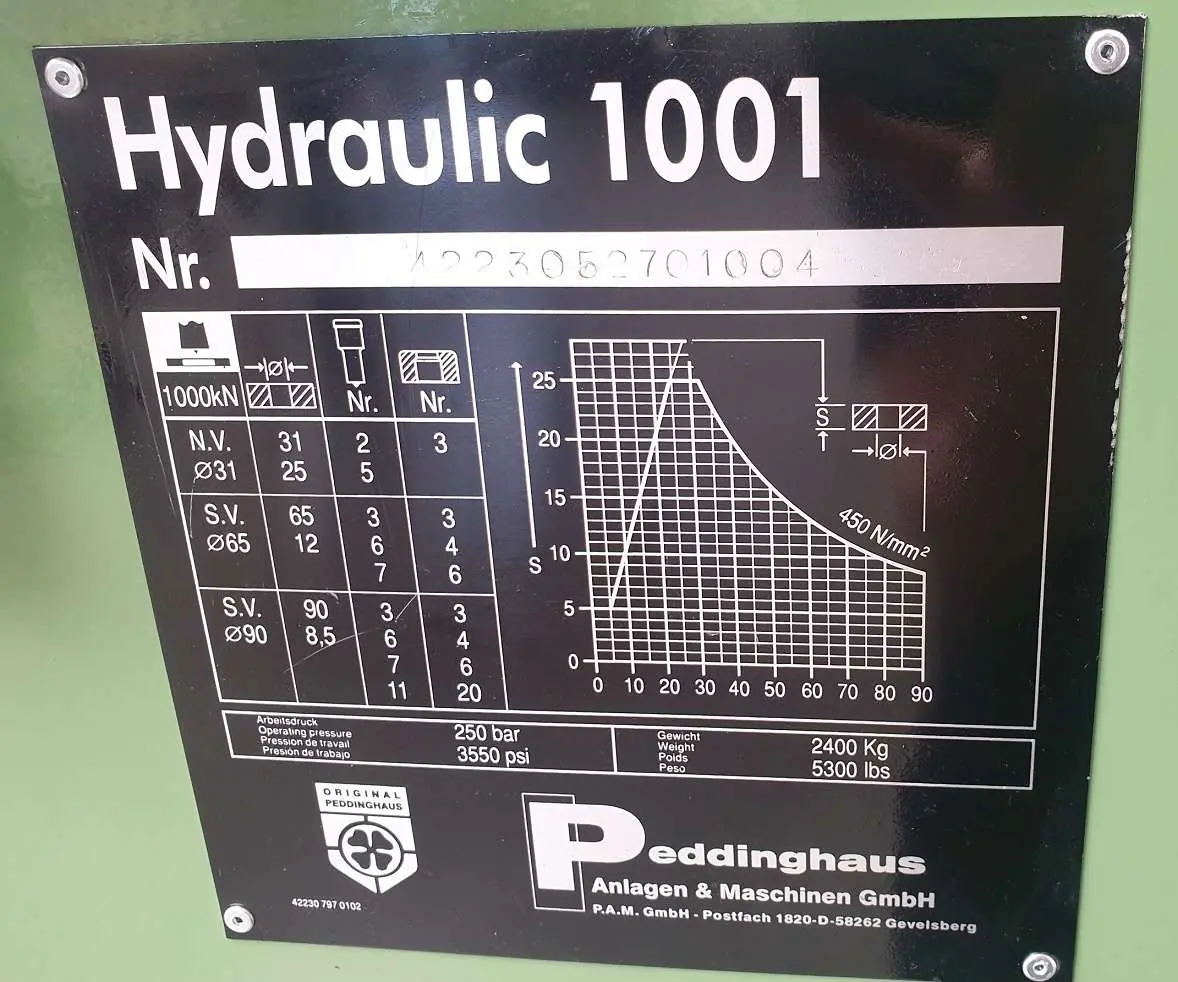 Hydraulic 1001
Nr. 4223052701004
1000kN ø Nr. Nr.
N.V. 31 2 3
ø31 25 5
S.V. 65 3 3
ø65 12 6 4
7 6
S.V. 90 3 3
ø90 8,5 6 4
7 6
11 20
25
20
15
10
5
0
S
0 10 20 30 40 50 60 70 80 90
450 N/mm²
S
ø
Arbeitsdruck
Operating pressure
Pression de travail
Presión de trabajo
250 bar
3550 psi
Gewicht
Weight
Poids
Peso
2400 Kg
5300 lbs
ORIGINAL
PEDDINGHAUS
42230 797 0102
Peddinghaus
Anlagen & Maschinen GmbH
P.A.M. GmbH - Postfach 1820-D-58262 Gevelsberg